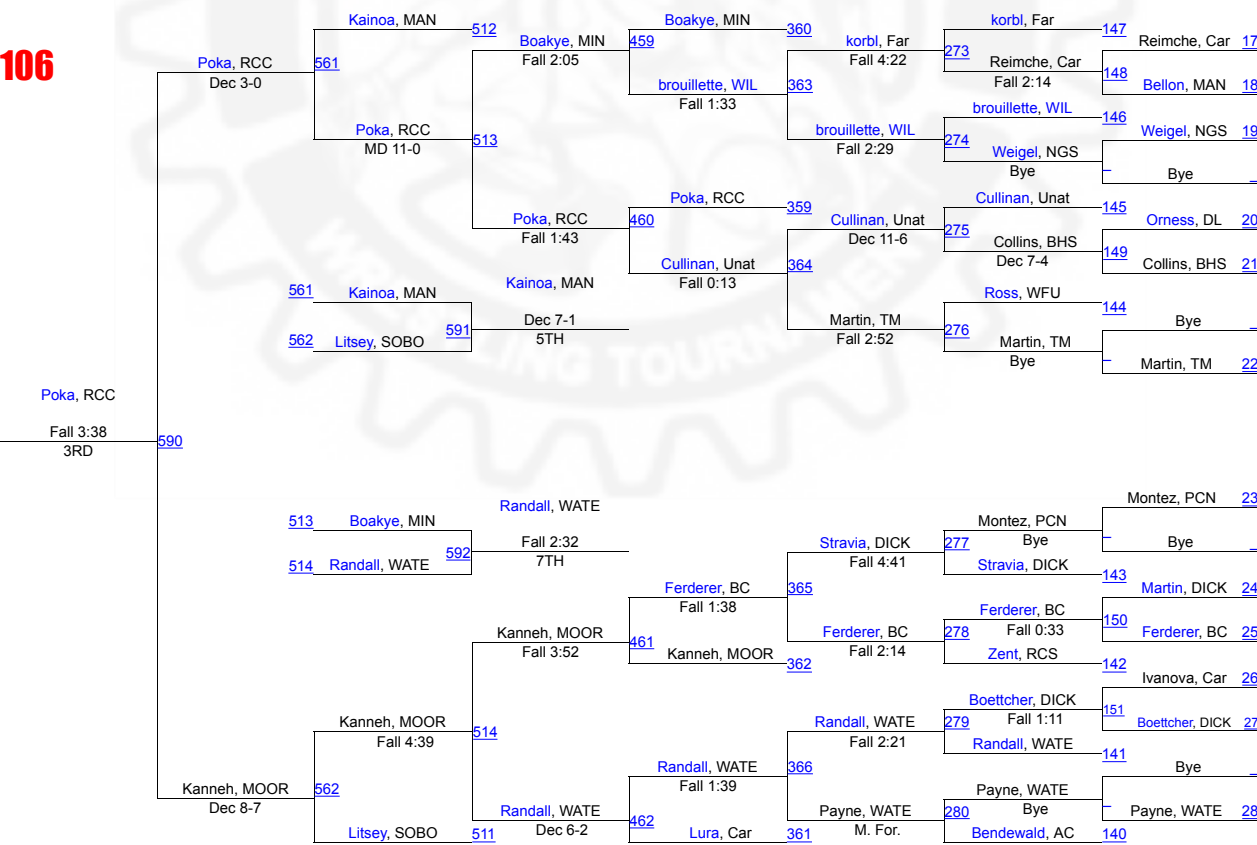 106
Kainoa, MAN
512
Boakye, MIN
360
korbl, Far
147
Reimche, Car 17
Poka, RCC
561
Dec 3-0
Boakye, MIN
459
Fall 2:05
korbl, Far
273
Fall 4:22
Reimche, Car
148
Fall 2:14
Bellon, MAN 18
brouillette, WIL
363
Fall 1:33
brouillette, WIL
146
Weigel, NGS 19
Poka, RCC
513
MD 11-0
brouillette, WIL
274
Fall 2:29
Weigel, NGS
Bye
Bye
Poka, RCC
359
Cullinan, Unat
145
Orness, DL 20
Poka, RCC
460
Fall 1:43
Cullinan, Unat
275
Dec 11-6
Collins, BHS
149
Dec 7-4
Collins, BHS 21
Cullinan, Unat
364
Fall 0:13
Kainoa, MAN
561 Kainoa, MAN
591
Dec 7-1
5TH
562 Litsey, SOBO
Ross, WFU
144
Bye
Martin, TM
276
Fall 2:52
Martin, TM
Bye
Martin, TM 22
Poka, RCC
Fall 3:38
590
3RD
WRESTLING TOURNAMENT
Randall, WATE
513 Boakye, MIN
592
Fall 2:32
7TH
514 Randall, WATE
Montez, PCN 23
Montez, PCN
Bye
Bye
Stravia, DICK
277
Fall 4:41
Stravia, DICK
143
Martin, DICK 24
Ferderer, BC
365
Fall 1:38
Ferderer, BC
150
Fall 0:33
Ferderer, BC 25
Kanneh, MOOR
461
Fall 3:52
Ferderer, BC
278
Fall 2:14
Kanneh, MOOR
362
Zent, RCS
142
Ivanova, Car 26
Boettcher, DICK
151
Fall 1:11
Boettcher, DICK 27
Kanneh, MOOR
514
Fall 4:39
Randall, WATE
279
Fall 2:21
Randall, WATE
141
Randall, WATE
366
Fall 1:39
Bye
Kanneh, MOOR
562
Dec 8-7
Payne, WATE
Bye
Payne, WATE 28
Randall, WATE
462
Dec 6-2
Payne, WATE
280
M. For.
Litsey, SOBO
511
Lura, Car
361
Bendewald, AC
140